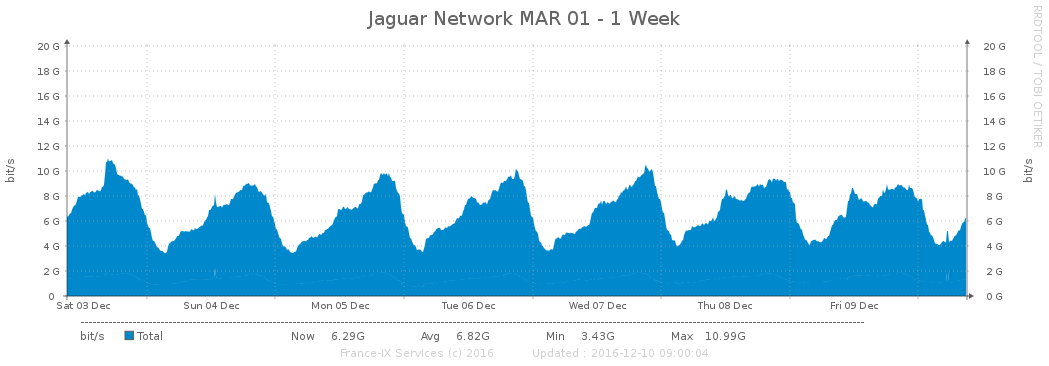 Jaguar Network MAR 01 - 1 Week
RRDTOOL / TOBI OETIKER
bit/s
20 G 20 G
18 G 18 G
16 G 16 G
14 G 14 G
12 G 12 G
10 G 10 G
8 G 8 G
6 G 6 G
4 G 4 G
2 G 2 G
0 0 G
bit/s
Sat 03 Dec Sun 04 Dec Mon 05 Dec Tue 06 Dec Wed 07 Dec Thu 08 Dec Fri 09 Dec
bit/s Total Now 6.29G Avg 6.82G Min 3.43G Max 10.99G
France-IX Services (c) 2016 Updated : 2016-12-10 09:00:04